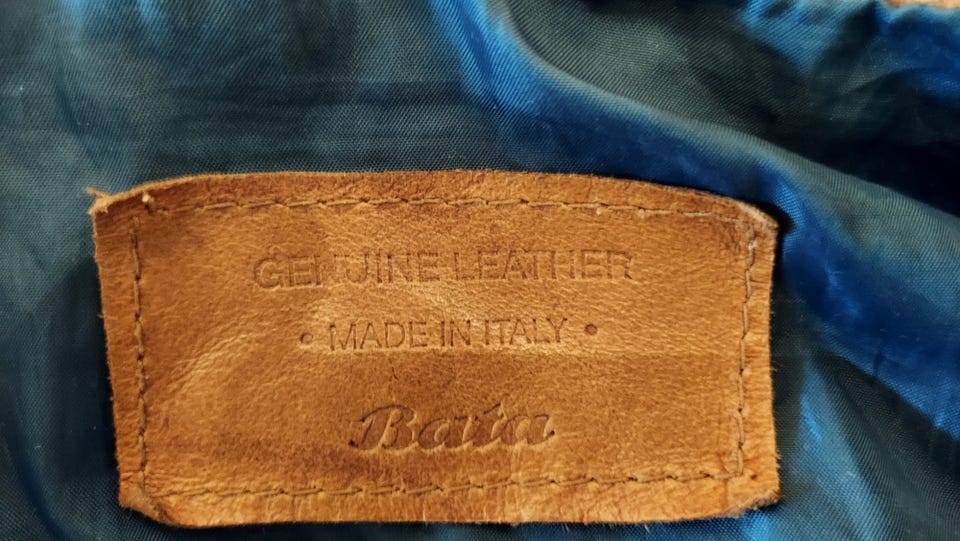 GENUINE LEATHER
• MADE IN ITALY •
Bata